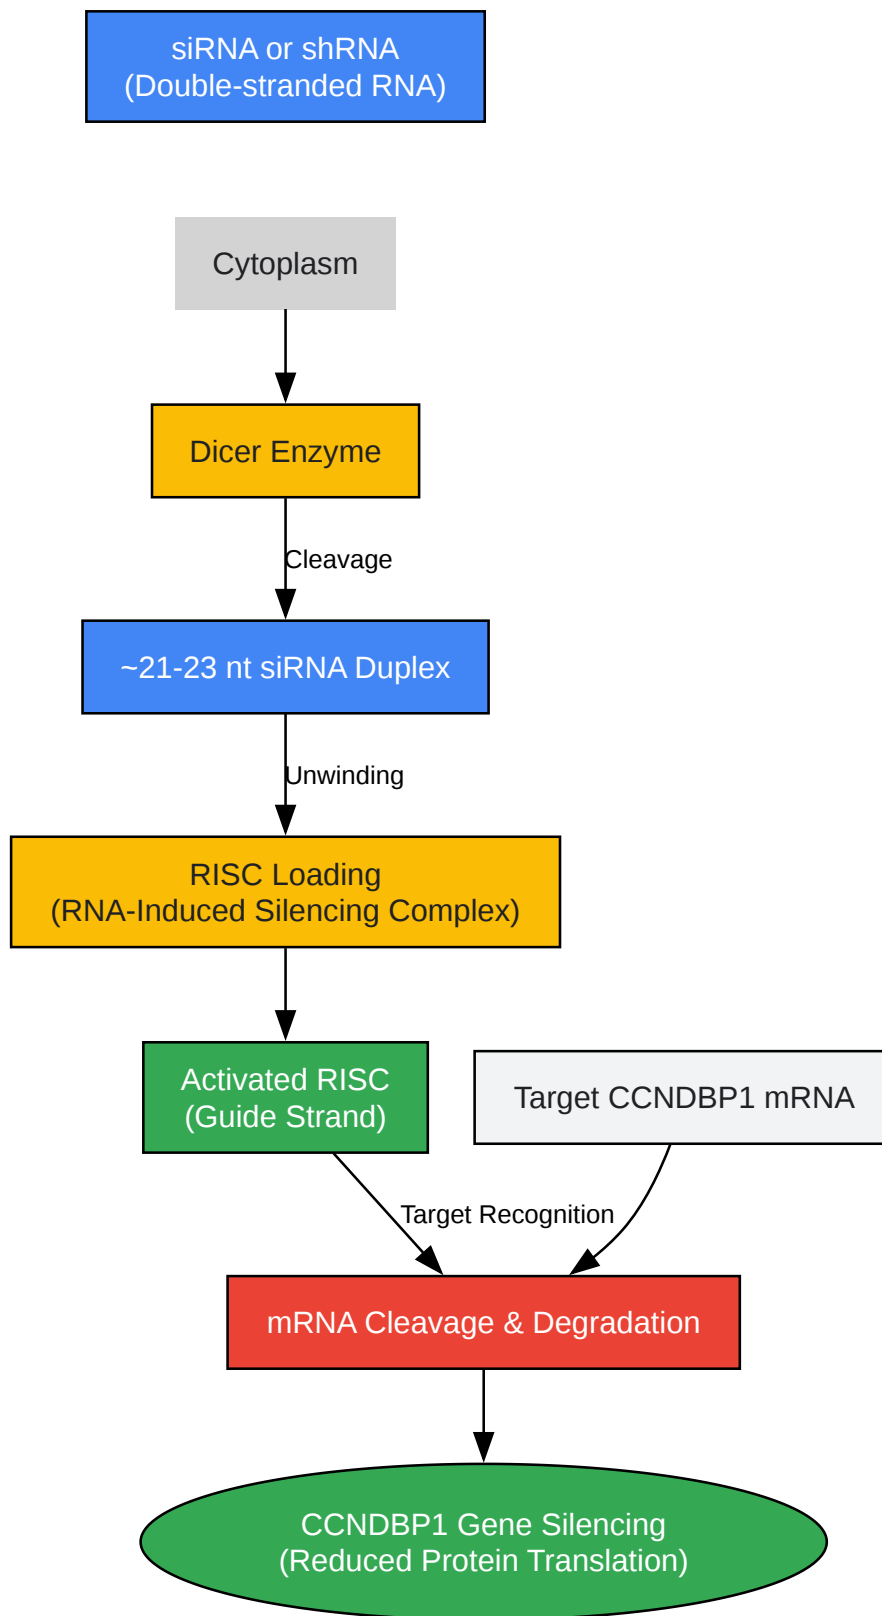 siRNA or shRNA
(Double-stranded RNA)
Cytoplasm
Dicer Enzyme
Cleavage
~21-23 nt siRNA Duplex
Unwinding
RISC Loading
(RNA-Induced Silencing Complex)
Activated RISC
(Guide Strand)
Target CCNDBP1 mRNA
Target Recognition
mRNA Cleavage & Degradation
CCNDBP1 Gene Silencing
(Reduced Protein Translation)